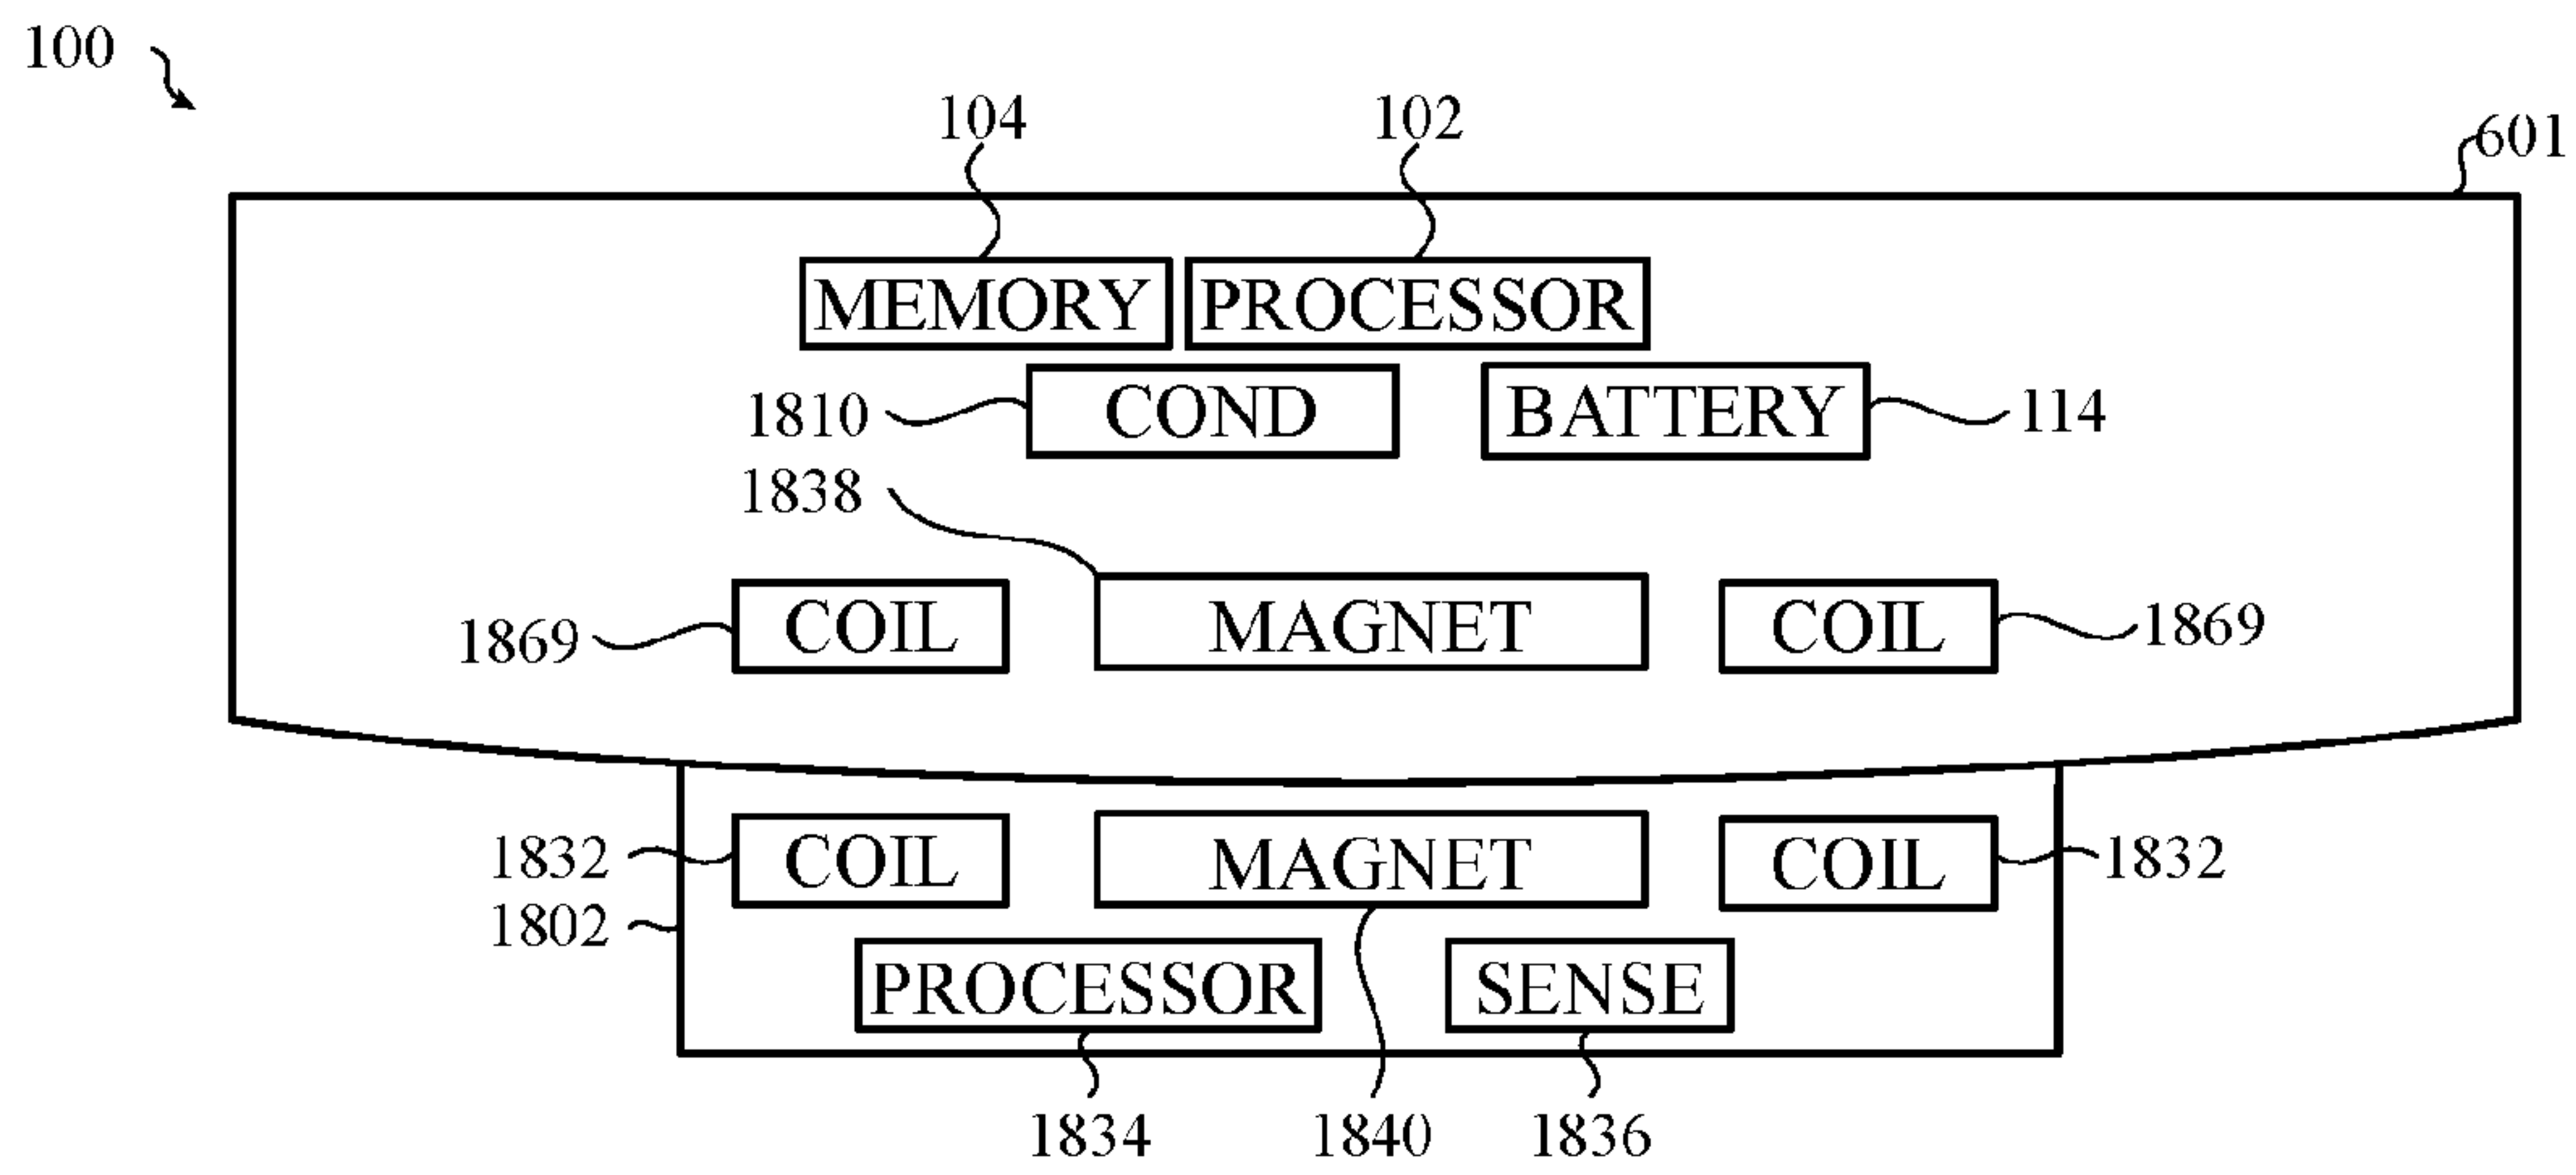 100
104 102
601
MEMORY PROCESSOR
1810 COND BATTERY 114
1838
1869 COIL MAGNET COIL 1869
1832 COIL MAGNET COIL 1832
1802
PROCESSOR SENSE
1834 1840 1836